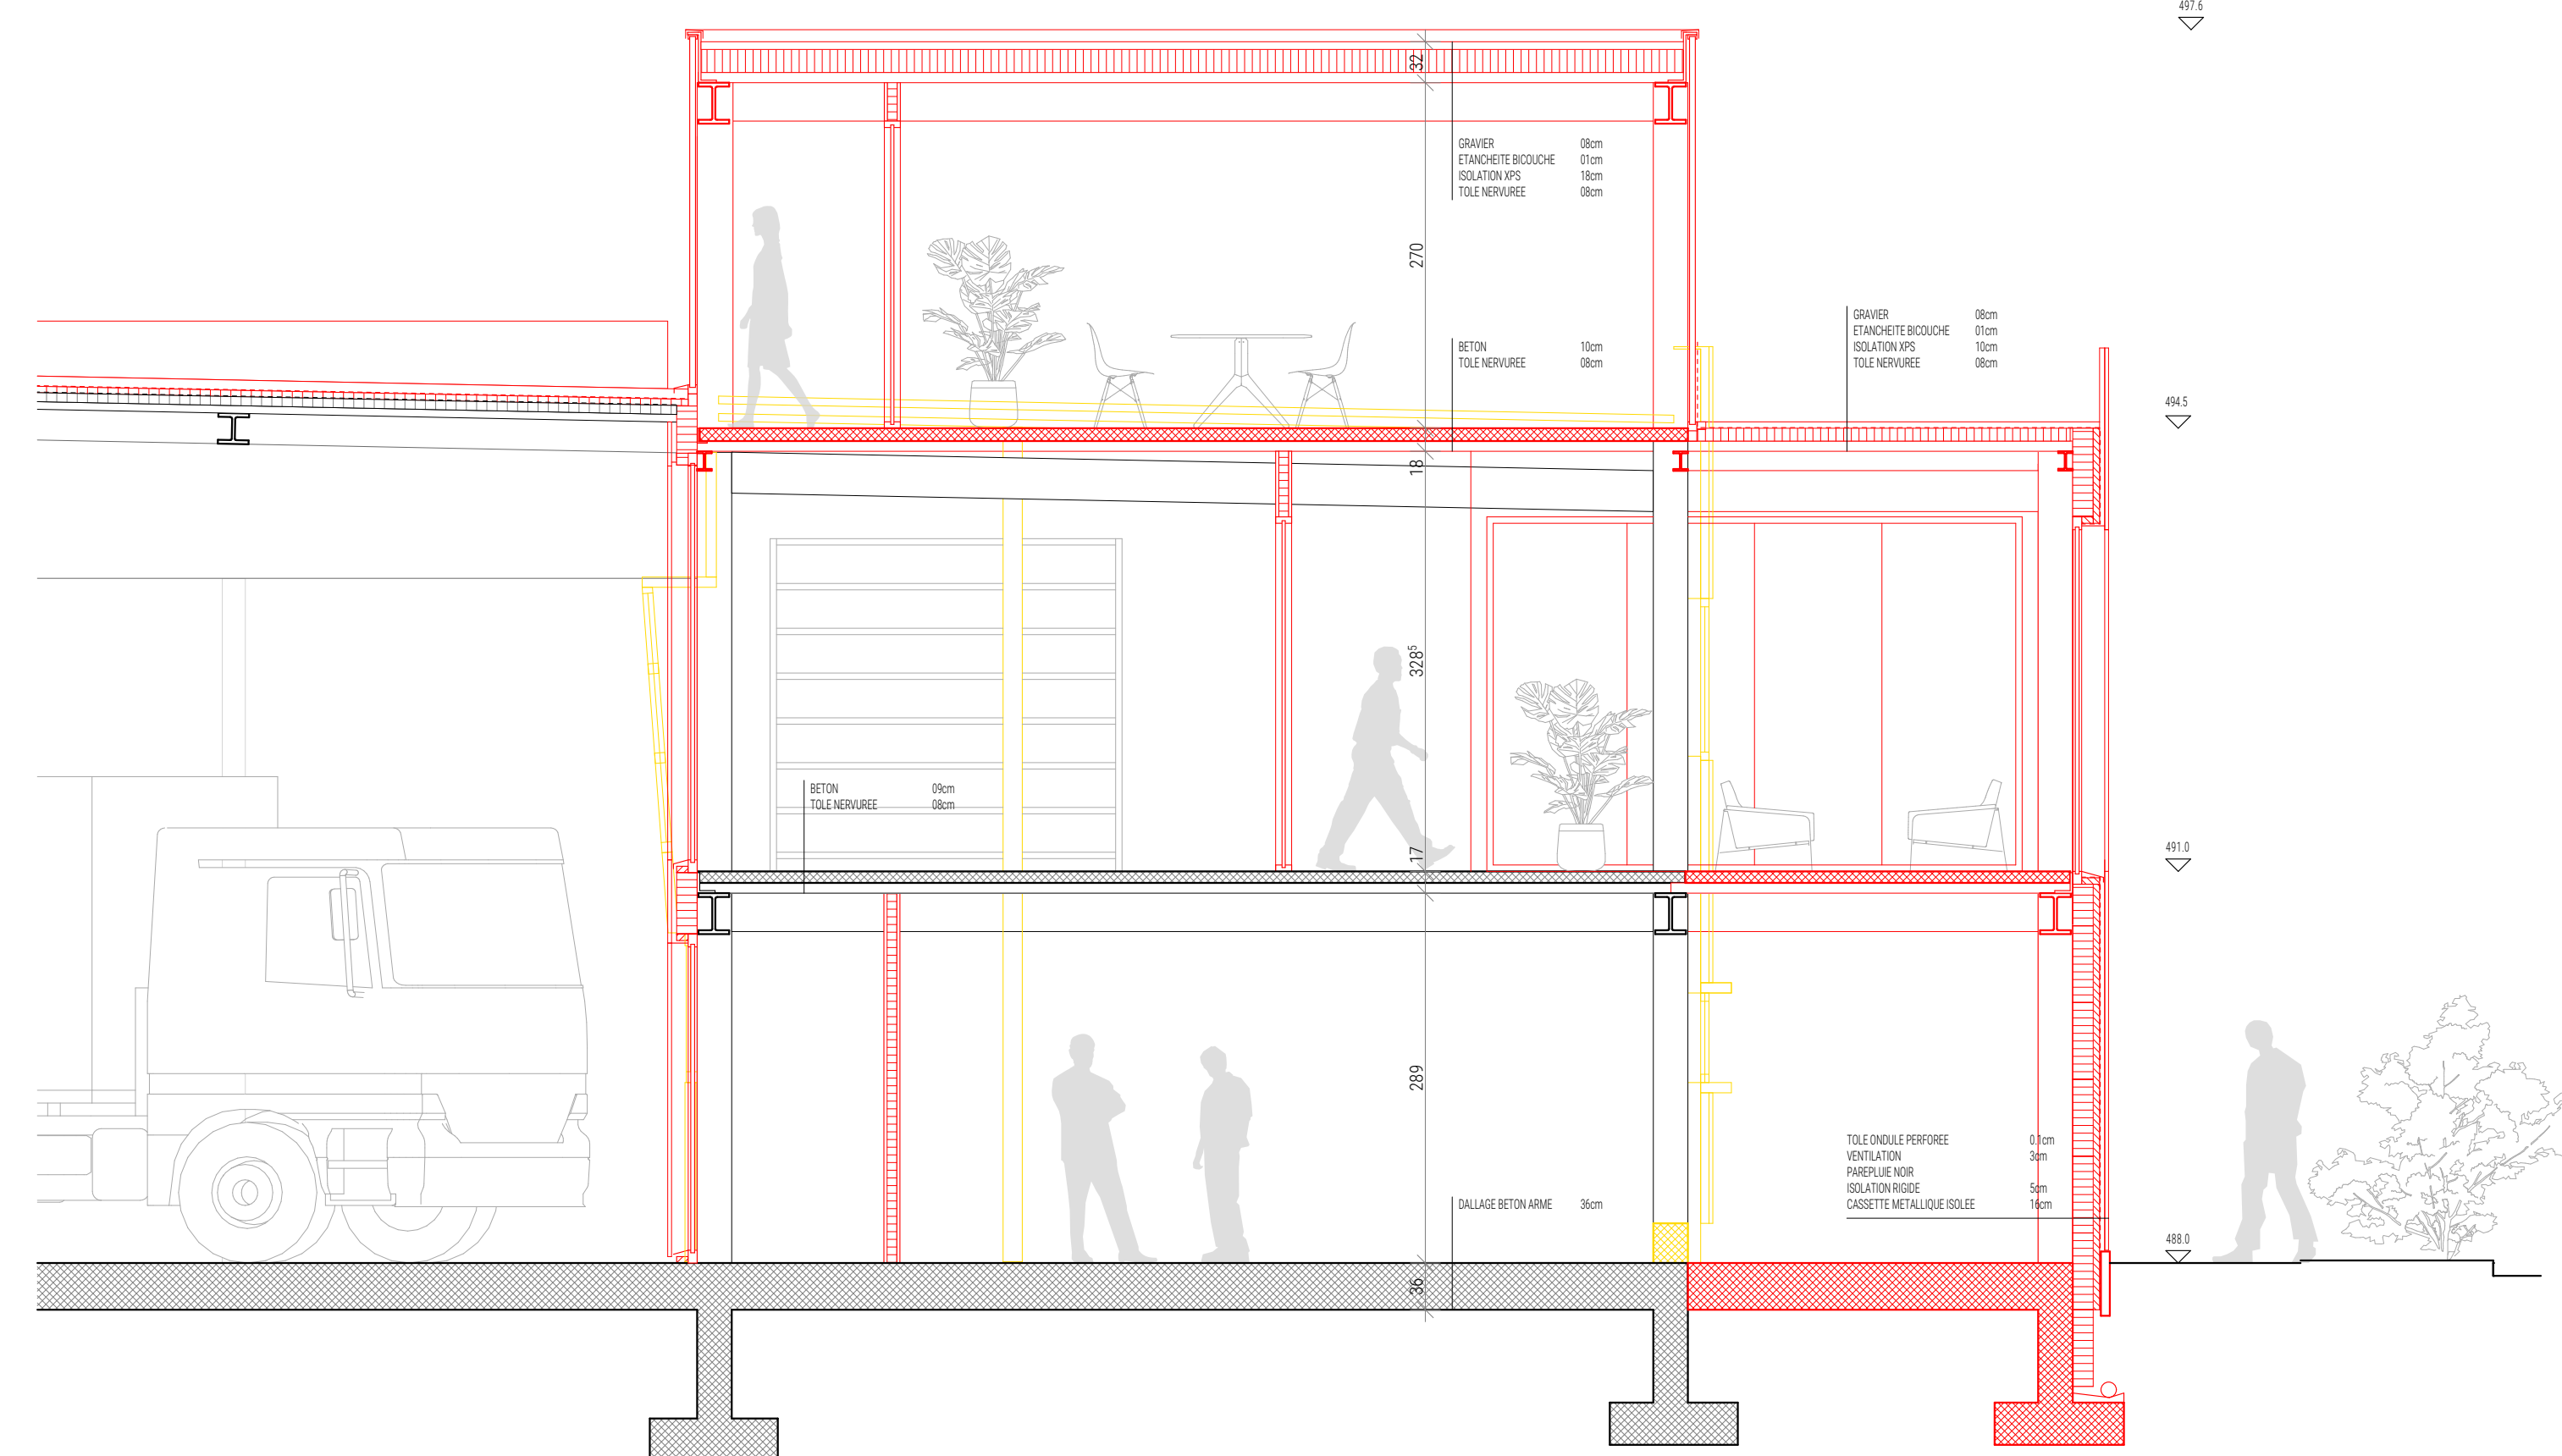 497.6
32
GRAVIER 08cm
ETANCHEITE BICOUCHE 01cm
ISOLATION XPS 18cm
TOLE NERVUREE 08cm
270
GRAVIER 08cm
ETANCHEITE BICOUCHE 01cm
ISOLATION XPS 10cm
TOLE NERVUREE 08cm
BETON 10cm
TOLE NERVUREE 08cm
494.5
18
328⁵
BETON 09cm
TOLE NERVUREE 08cm
17
491.0
289
TOLE ONDULE PERFOREE 0.1cm
VENTILATION 3cm
PAREPLUIE NOIR
ISOLATION RIGIDE 5cm
CASSETTE METALLIQUE ISOLEE 16cm
DALLAGE BETON ARME 36cm
488.0
36